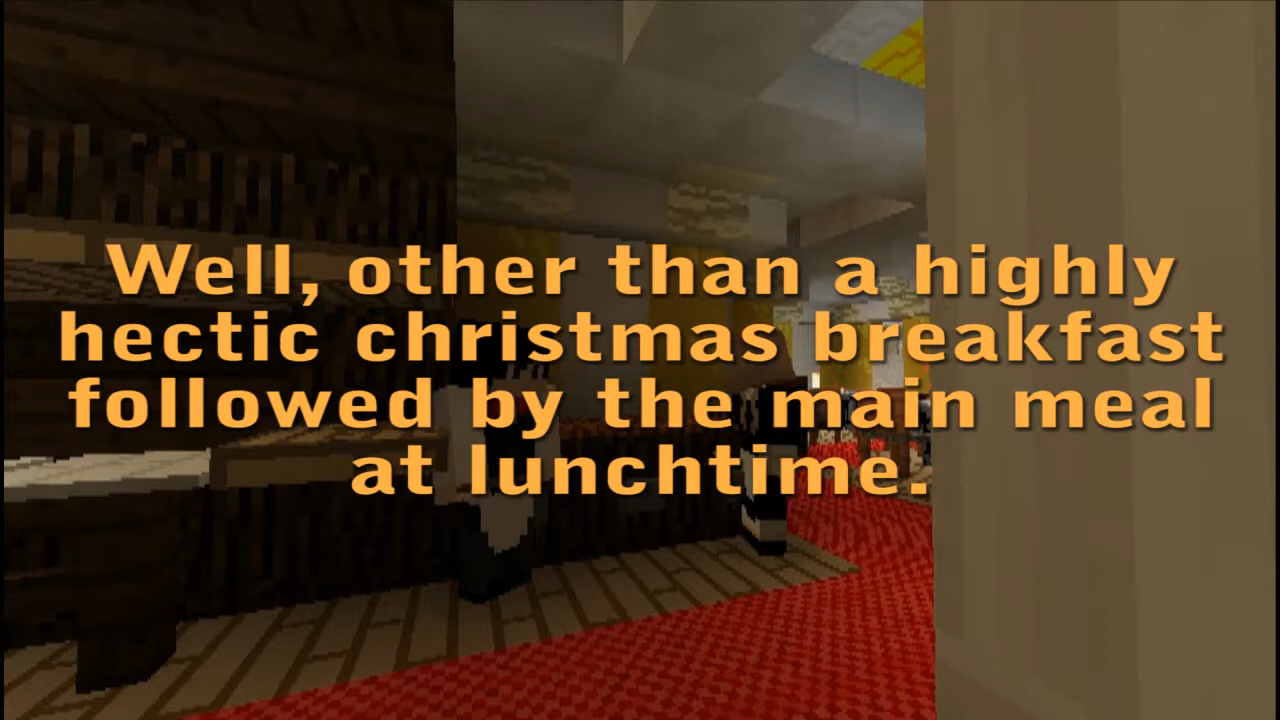 Well, other than a highly
hectic christmas breakfast
followed by the main meal
at lunchtime.